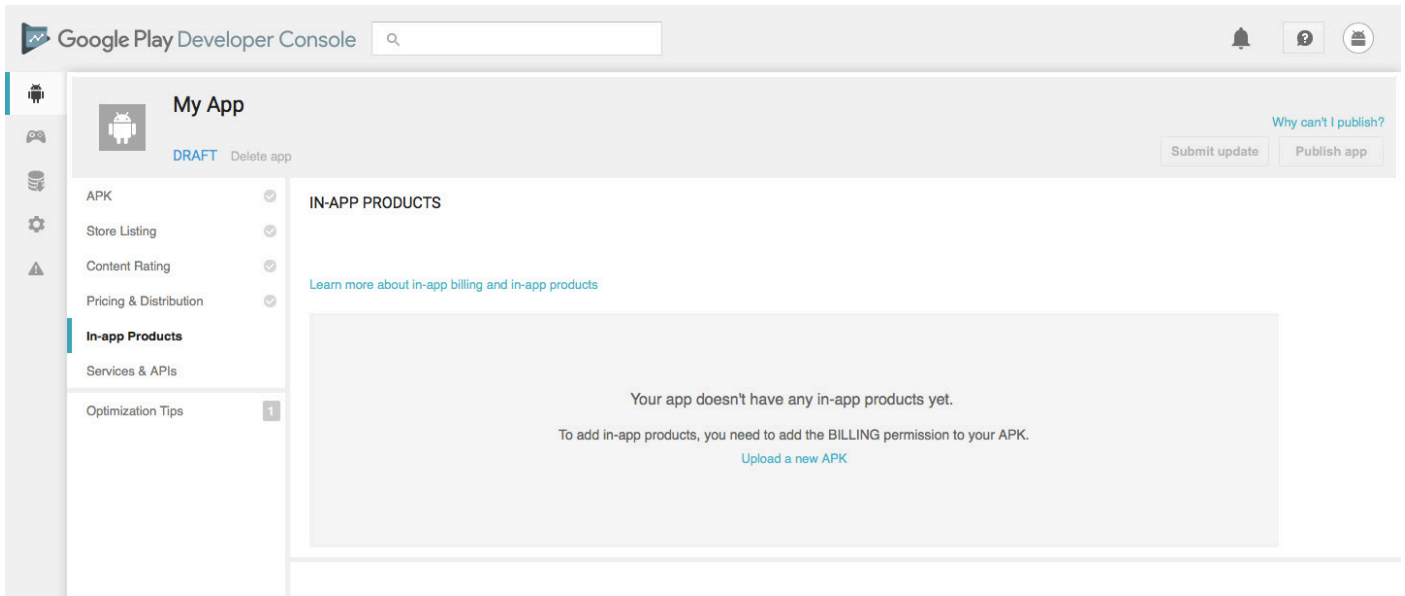 Google Play Developer Console
My App
DRAFT Delete app
Why can't I publish?
Submit update Publish app
APK
Store Listing
Content Rating
Pricing & Distribution
In-app Products
Services & APIs
Optimization Tips 1
IN-APP PRODUCTS
Learn more about in-app billing and in-app products
Your app doesn't have any in-app products yet.
To add in-app products, you need to add the BILLING permission to your APK.
Upload a new APK